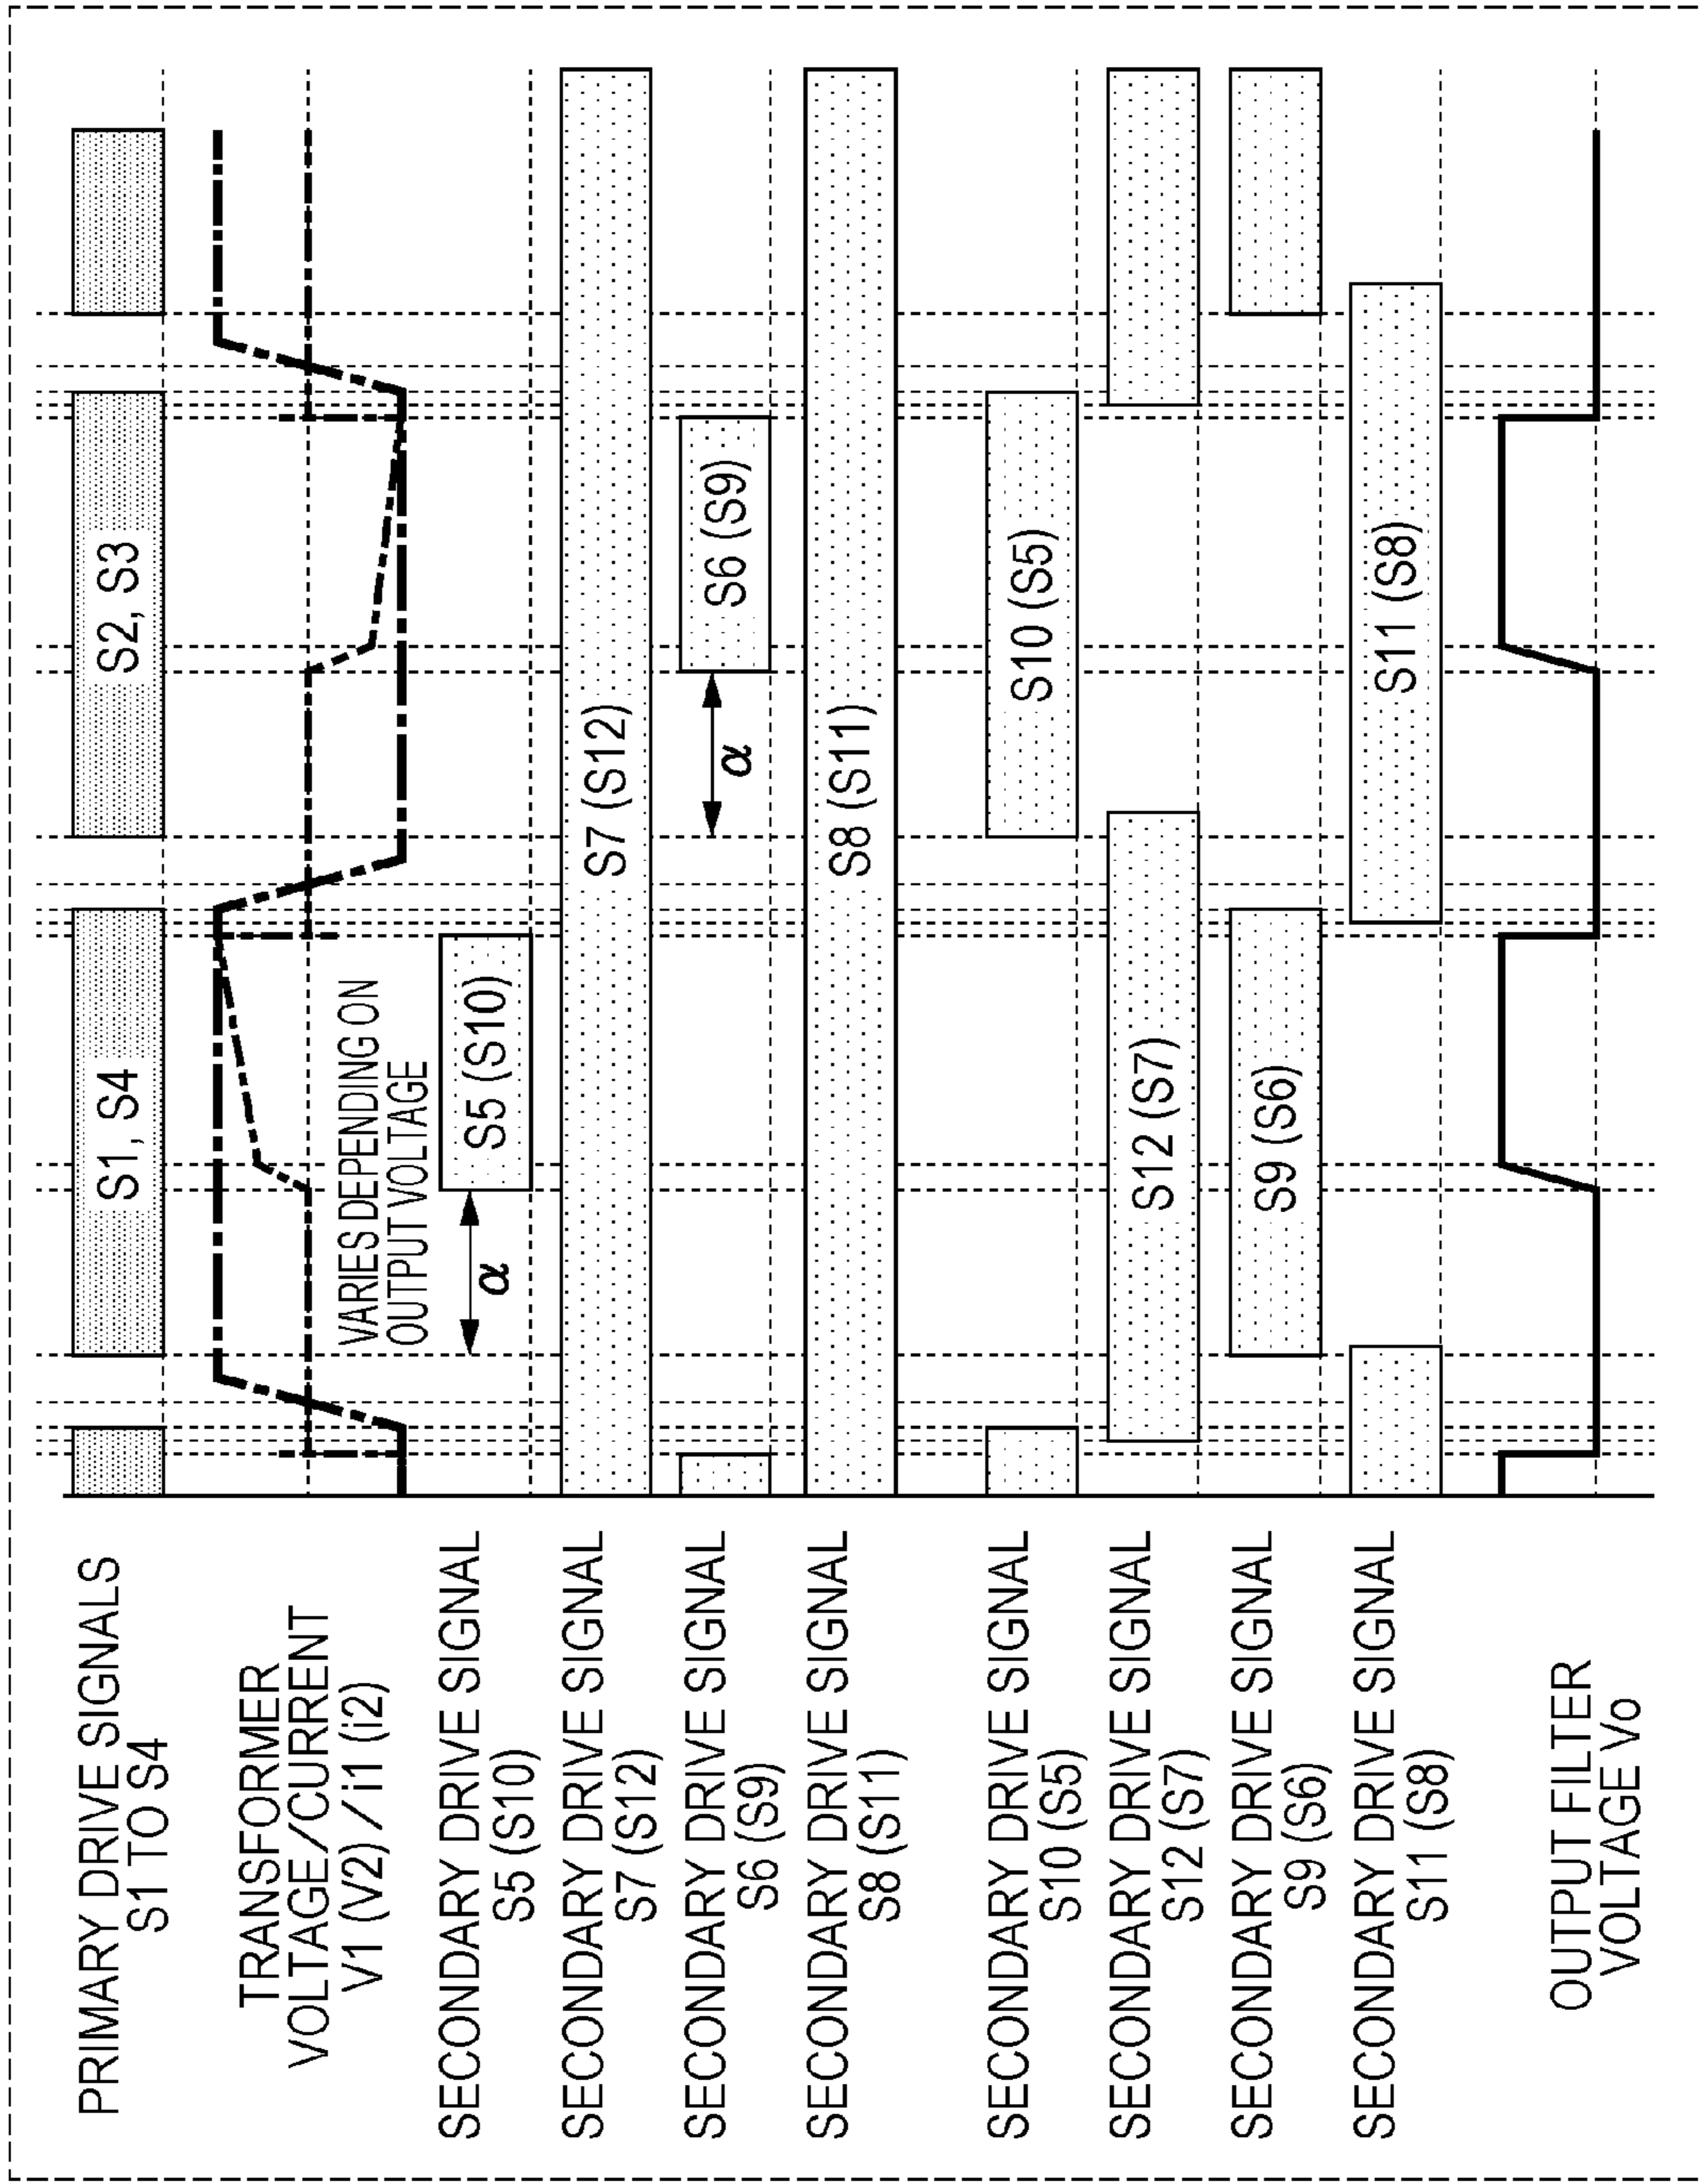 PRIMARY DRIVE SIGNALS
S1 TO S4
S1, S4
S2, S3
TRANSFORMER
VOLTAGE/CURRENT
V1 (V2) / i1 (i2)
VARIES DEPENDING ON
OUTPUT VOLTAGE
SECONDARY DRIVE SIGNAL
S5 (S10)
α
S5 (S10)
SECONDARY DRIVE SIGNAL
S7 (S12)
S7 (S12)
SECONDARY DRIVE SIGNAL
S6 (S9)
α
S6 (S9)
SECONDARY DRIVE SIGNAL
S8 (S11)
S8 (S11)
SECONDARY DRIVE SIGNAL
S10 (S5)
S10 (S5)
SECONDARY DRIVE SIGNAL
S12 (S7)
S12 (S7)
SECONDARY DRIVE SIGNAL
S9 (S6)
S9 (S6)
SECONDARY DRIVE SIGNAL
S11 (S8)
S11 (S8)
OUTPUT FILTER
VOLTAGE Vo